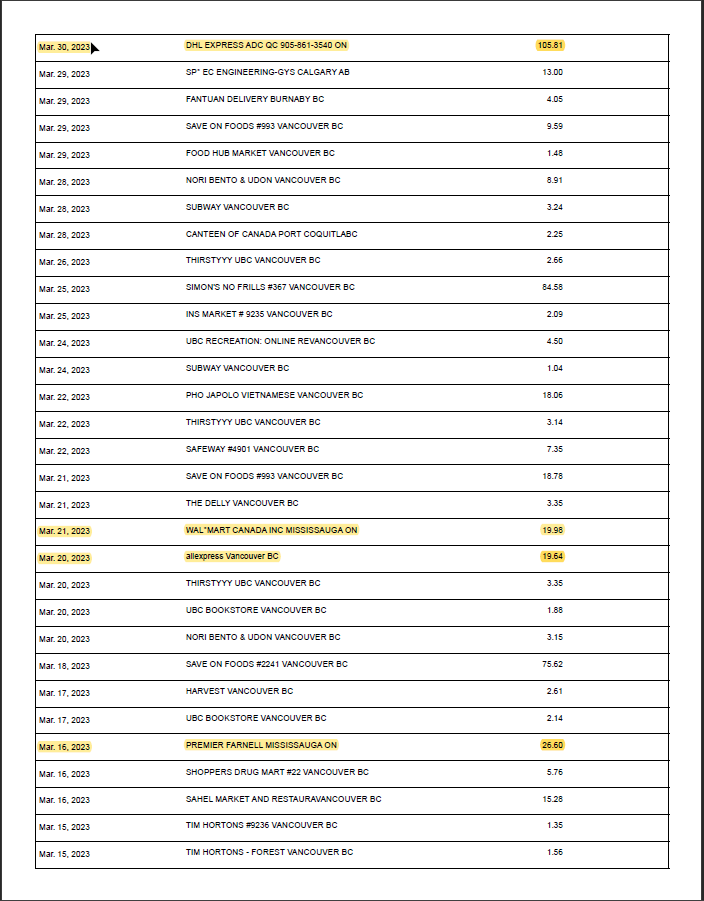 Mar. 30, 2023 DHL EXPRESS ADC QC 905-861-3540 ON 105.81
Mar. 29, 2023 SP* EC ENGINEERING-GYS CALGARY AB 13.00
Mar. 29, 2023 FANTUAN DELIVERY BURNABY BC 4.05
Mar. 29, 2023 SAVE ON FOODS #993 VANCOUVER BC 9.59
Mar. 29, 2023 FOOD HUB MARKET VANCOUVER BC 1.48
Mar. 28, 2023 NORI BENTO & UDON VANCOUVER BC 8.91
Mar. 28, 2023 SUBWAY VANCOUVER BC 3.24
Mar. 28, 2023 CANTEEN OF CANADA PORT COQUITLABC 2.25
Mar. 26, 2023 THIRSTYYY UBC VANCOUVER BC 2.66
Mar. 25, 2023 SIMON'S NO FRILLS #367 VANCOUVER BC 84.58
Mar. 25, 2023 INS MARKET # 9235 VANCOUVER BC 2.09
Mar. 24, 2023 UBC RECREATION: ONLINE REVANCOUVER BC 4.50
Mar. 24, 2023 SUBWAY VANCOUVER BC 1.04
Mar. 22, 2023 PHO JAPOLO VIETNAMESE VANCOUVER BC 18.06
Mar. 22, 2023 THIRSTYYY UBC VANCOUVER BC 3.14
Mar. 22, 2023 SAFEWAY #4901 VANCOUVER BC 7.35
Mar. 21, 2023 SAVE ON FOODS #993 VANCOUVER BC 18.78
Mar. 21, 2023 THE DELLY VANCOUVER BC 3.35
Mar. 21, 2023 WAL*MART CANADA INC MISSISSAUGA ON 19.98
Mar. 20, 2023 aliexpress Vancouver BC 19.64
Mar. 20, 2023 THIRSTYYY UBC VANCOUVER BC 3.35
Mar. 20, 2023 UBC BOOKSTORE VANCOUVER BC 1.88
Mar. 20, 2023 NORI BENTO & UDON VANCOUVER BC 3.15
Mar. 18, 2023 SAVE ON FOODS #2241 VANCOUVER BC 75.62
Mar. 17, 2023 HARVEST VANCOUVER BC 2.61
Mar. 17, 2023 UBC BOOKSTORE VANCOUVER BC 2.14
Mar. 16, 2023 PREMIER FARNELL MISSISSAUGA ON 26.60
Mar. 16, 2023 SHOPPERS DRUG MART #22 VANCOUVER BC 5.76
Mar. 16, 2023 SAHEL MARKET AND RESTAURAVANCOUVER BC 15.28
Mar. 15, 2023 TIM HORTONS #9236 VANCOUVER BC 1.35
Mar. 15, 2023 TIM HORTONS - FOREST VANCOUVER BC 1.56